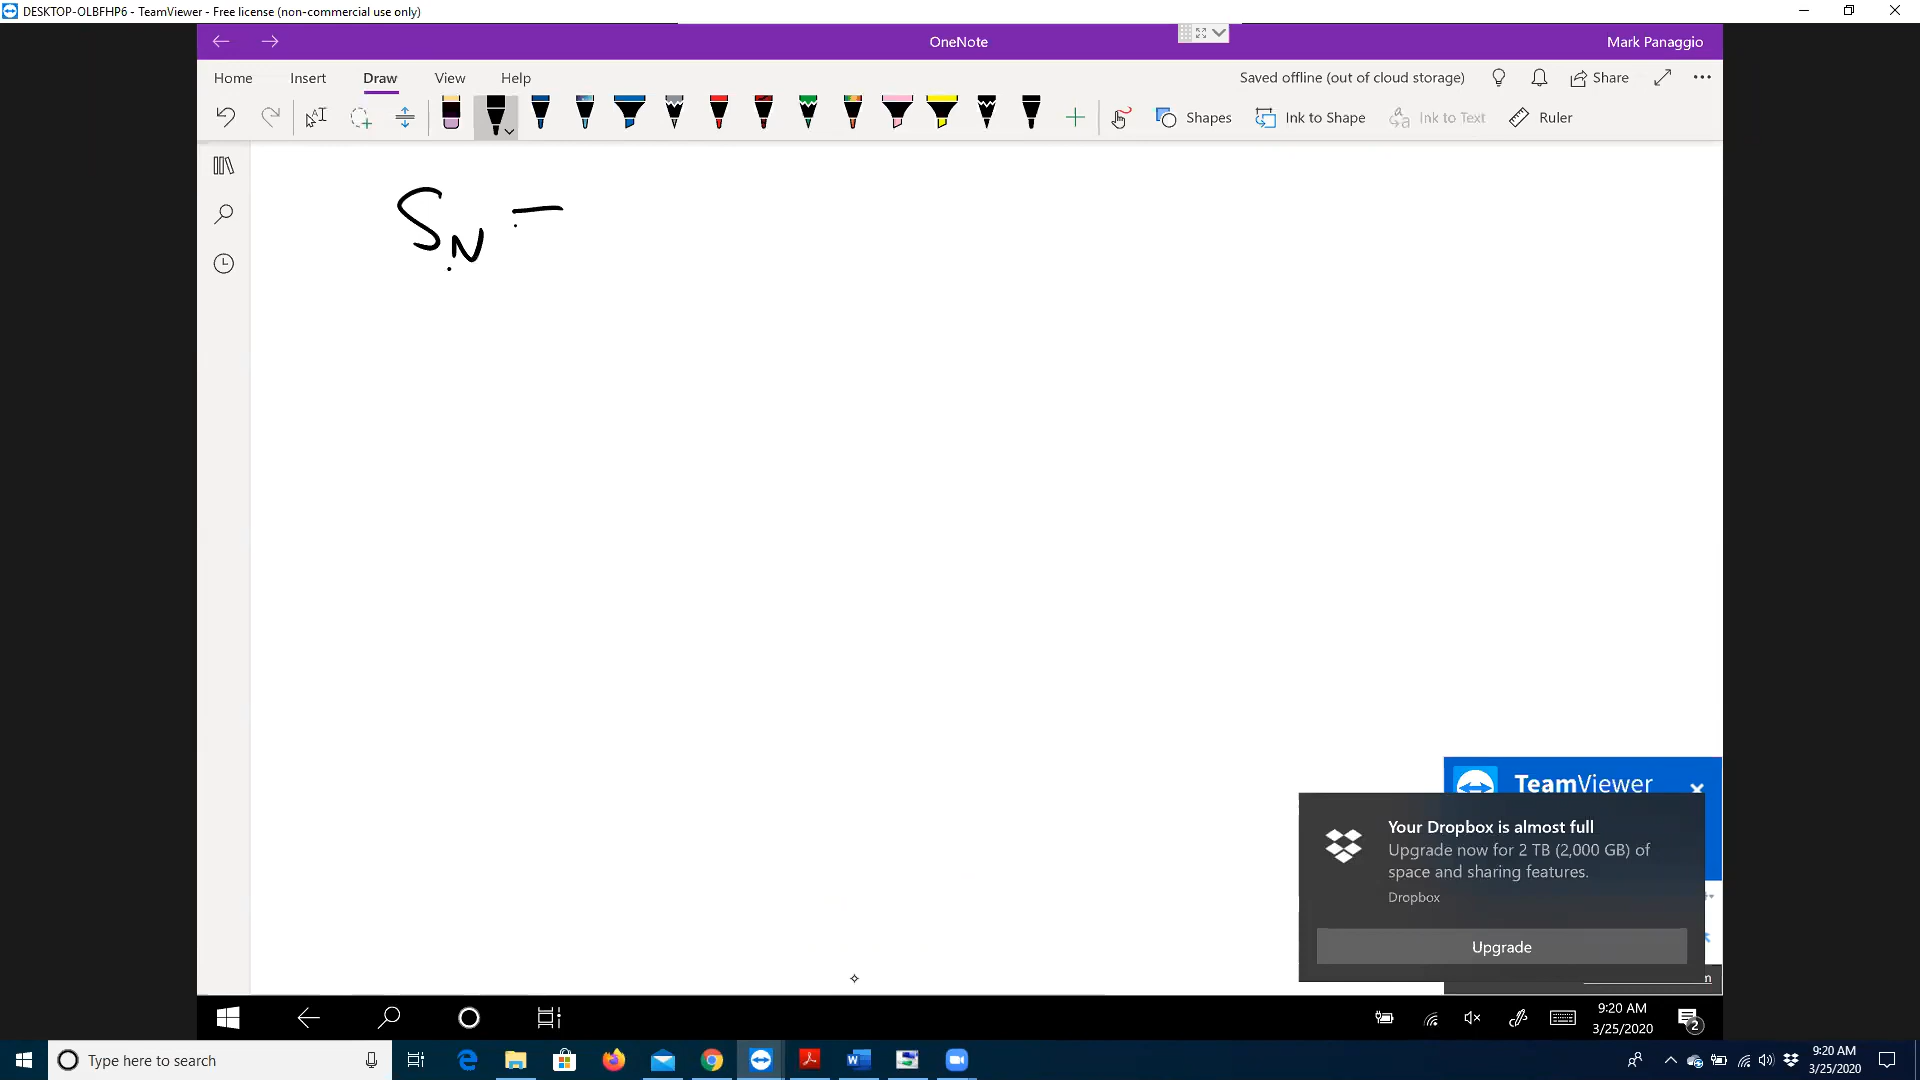 DESKTOP-OLBFHP6 - TeamViewer - Free license (non-commercial use only)
OneNote
Mark Panaggio
Home Insert Draw View Help
Saved offline (out of cloud storage)
Share
Shapes
Ink to Shape
Ink to Text
Ruler
S_N =
TeamViewer
Your Dropbox is almost full
Upgrade now for 2 TB (2,000 GB) of
space and sharing features.
Dropbox
Upgrade
9:20 AM
3/25/2020
2
Type here to search
9:20 AM
3/25/2020